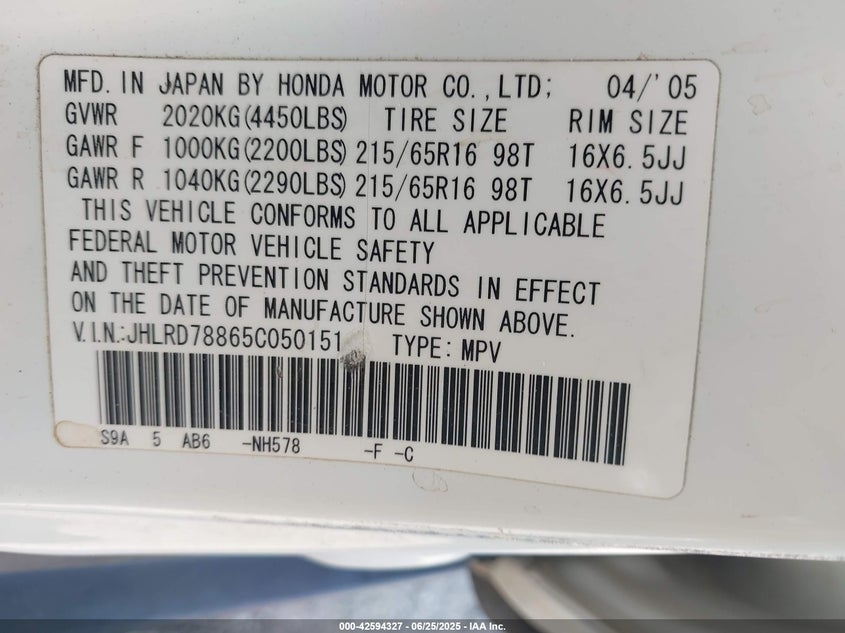 MFD. IN JAPAN BY HONDA MOTOR CO.,LTD; 04/'05
GVWR 2020KG(4450LBS) TIRE SIZE RIM SIZE
GAWR F 1000KG(2200LBS) 215/65R16 98T 16X6.5JJ
GAWR R 1040KG(2290LBS) 215/65R16 98T 16X6.5JJ
THIS VEHICLE CONFORMS TO ALL APPLICABLE
FEDERAL MOTOR VEHICLE SAFETY
AND THEFT PREVENTION STANDARDS IN EFFECT
ON THE DATE OF MANUFACTURE SHOWN ABOVE.
V.I.N.:JHLRD78865C050151 TYPE: MPV
S9A 5 AB6 -NH578 -F -C
000-42594327 | 06/25/2025 | IAA Inc.